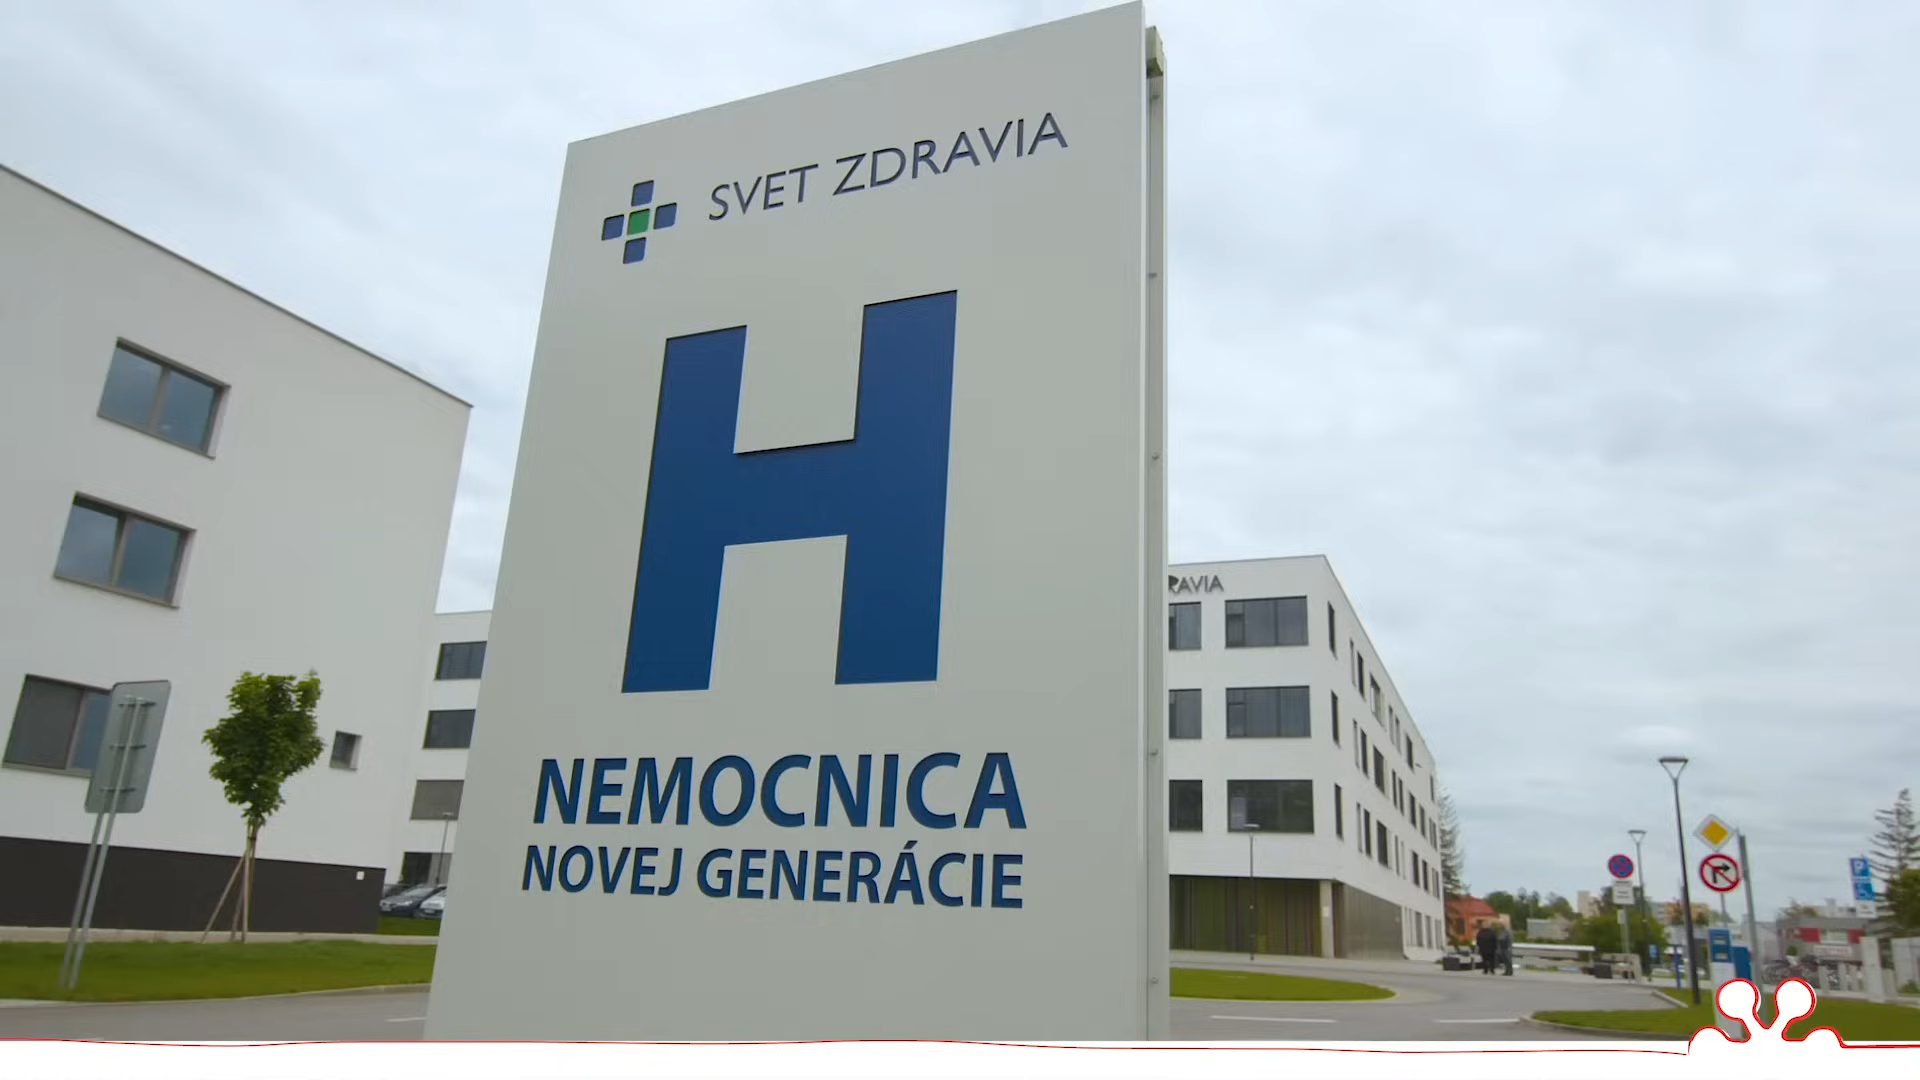 SVET ZDRAVIA
H
NEMOCNICA
NOVEJ GENERÁCIE
RAVIA
P